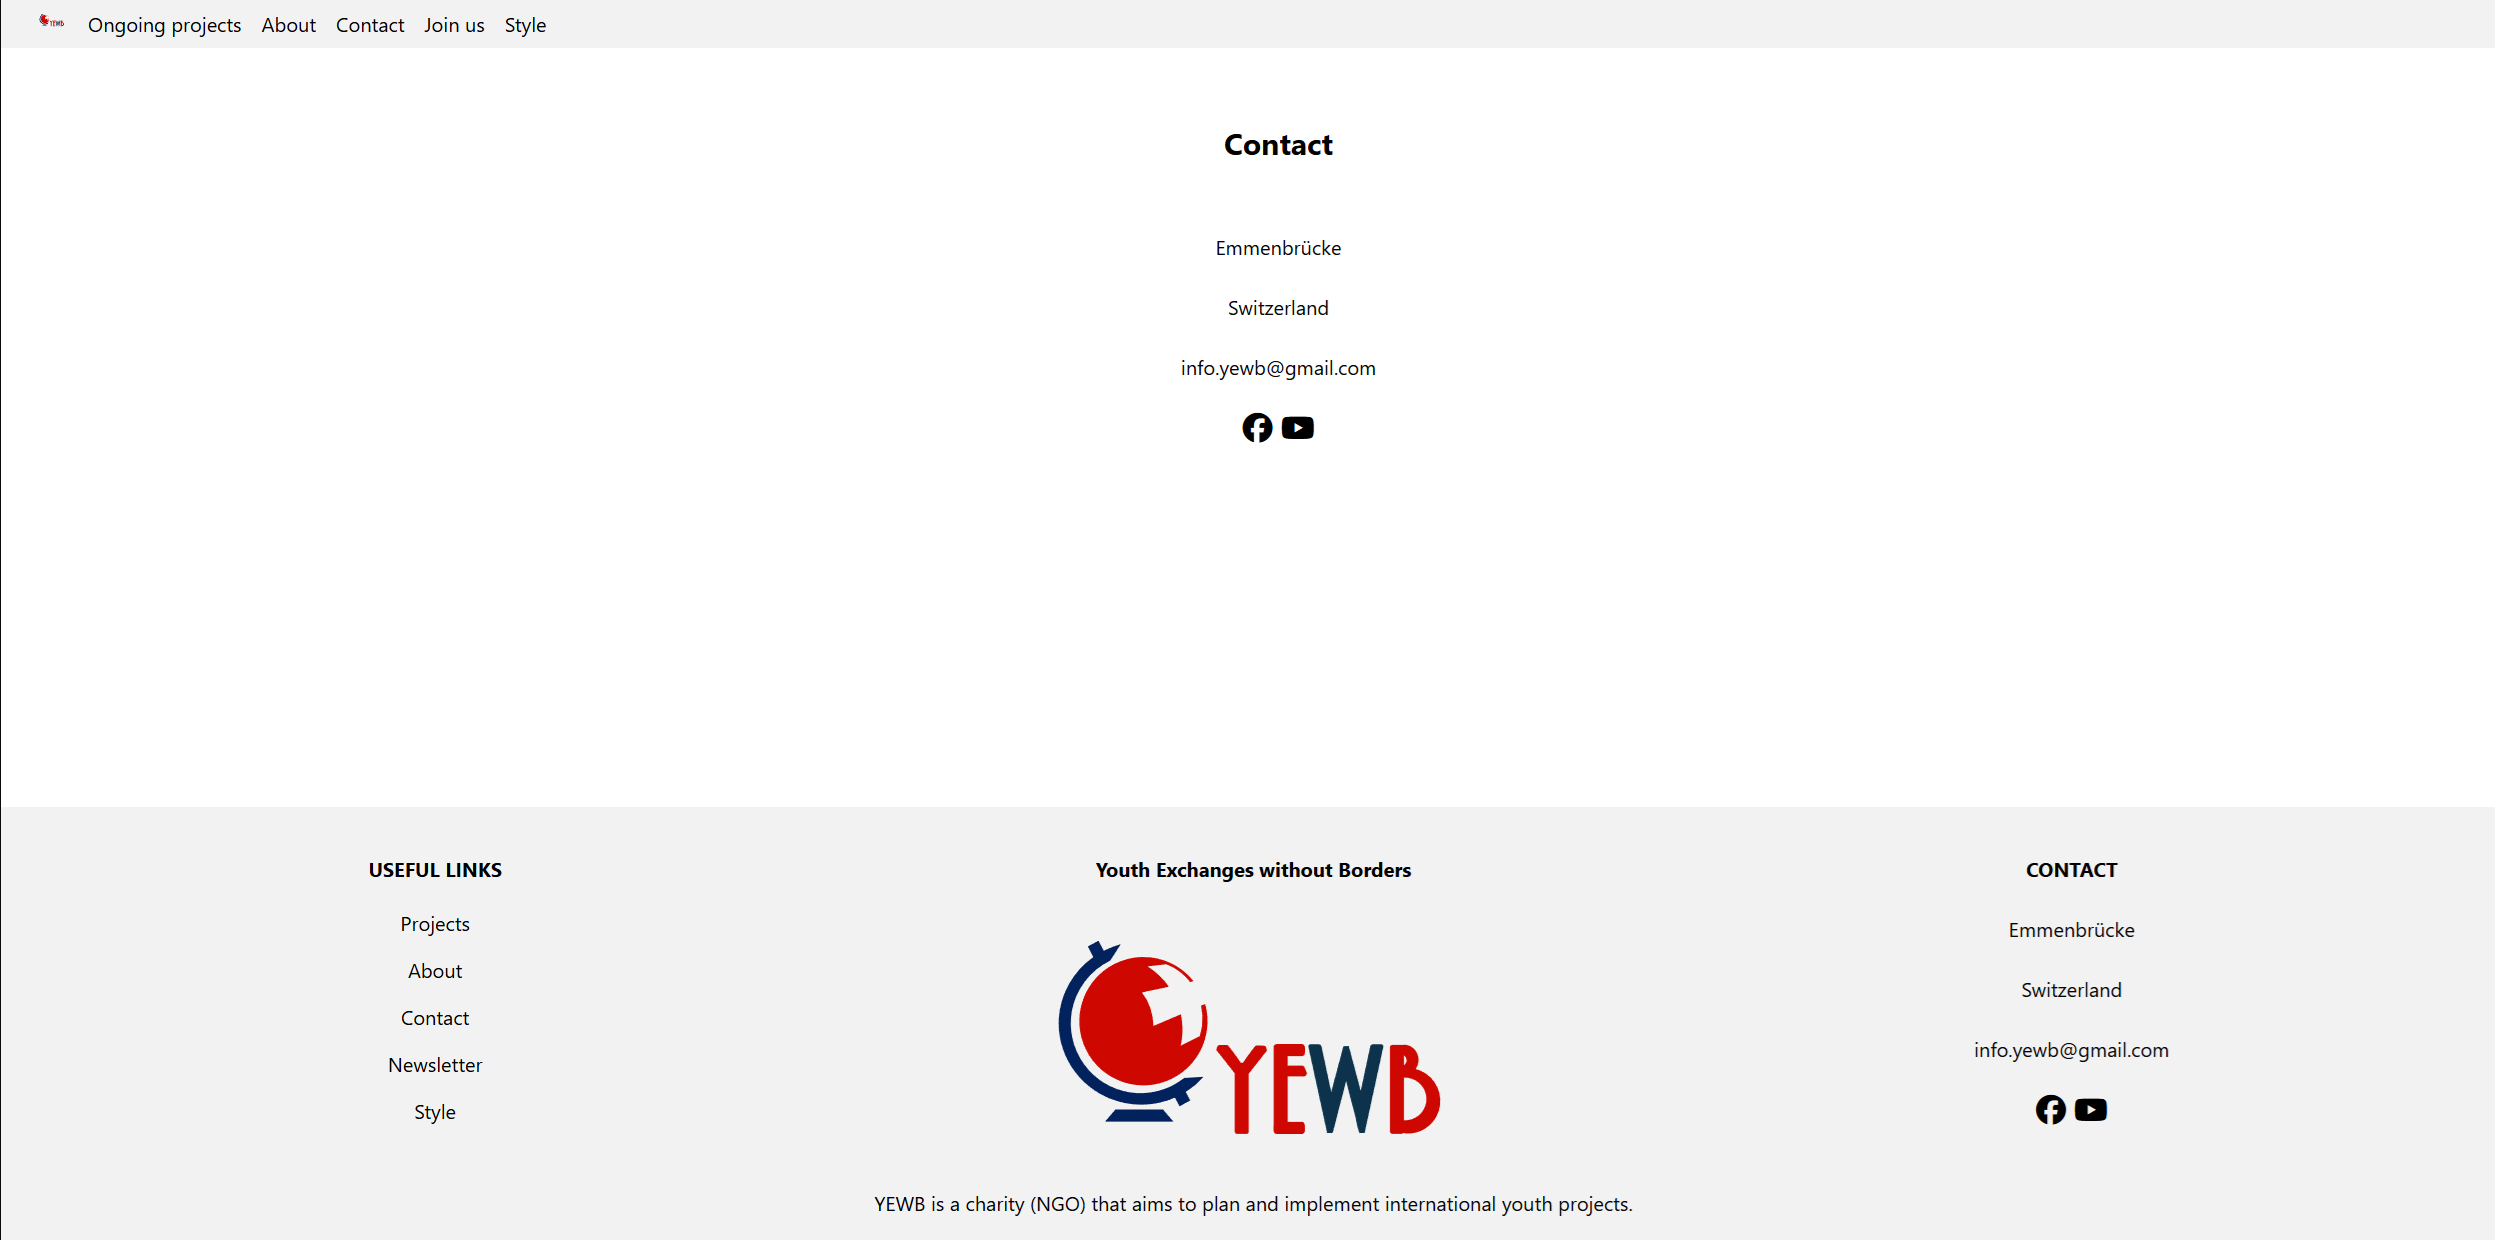 YEWB
Ongoing projects
About
Contact
Join us
Style
Contact
Emmenbrücke
Switzerland
info.yewb@gmail.com
USEFUL LINKS
Projects
About
Contact
Newsletter
Style
Youth Exchanges without Borders
YEWB
YEWB is a charity (NGO) that aims to plan and implement international youth projects.
CONTACT
Emmenbrücke
Switzerland
info.yewb@gmail.com